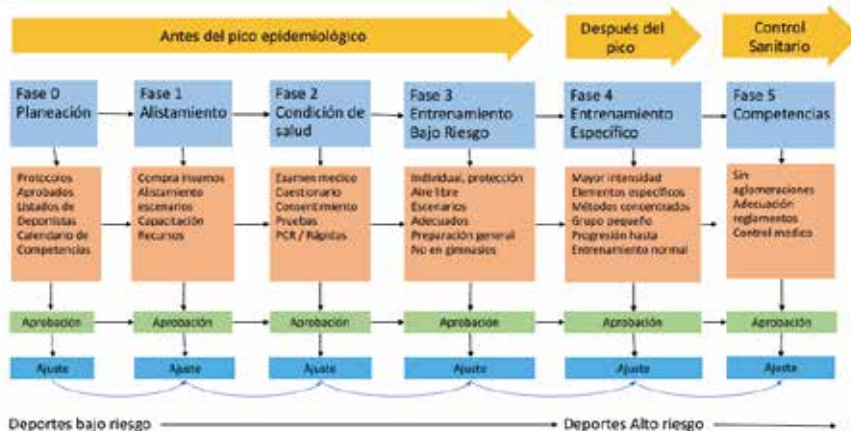 Antes del pico epidemiológico
Después del
pico
Control
Sanitario
Fase 0
Planeación
Fase 1
Alistamiento
Fase 2
Condición de
salud
Fase 3
Entrenamiento
Bajo Riesgo
Fase 4
Entrenamiento
Específico
Fase 5
Competencias
Protocolos
Aprobados
Listados de
Deportistas
Calendario de
Competencias
Compra insumos
Alistamiento
escenarios
Capacitación
Recursos
Examen medico
Cuestionario
Consentimiento
Pruebas
PCR / Rápidas
Individual, protección
Aire libre
Escenarios
Adecuados
Preparación general
No en gimnasios
Mayor intensidad
Elementos específicos
Métodos concentrados
Grupo pequeño
Progresión hasta
Entrenamiento normal
Sin
aglomeraciones
Adecuación
reglamentos
Control medico
Aprobación
Aprobación
Aprobación
Aprobación
Aprobación
Aprobación
Ajuste
Ajuste
Ajuste
Ajuste
Ajuste
Ajuste
Deportes bajo riesgo
Deportes Alto riesgo